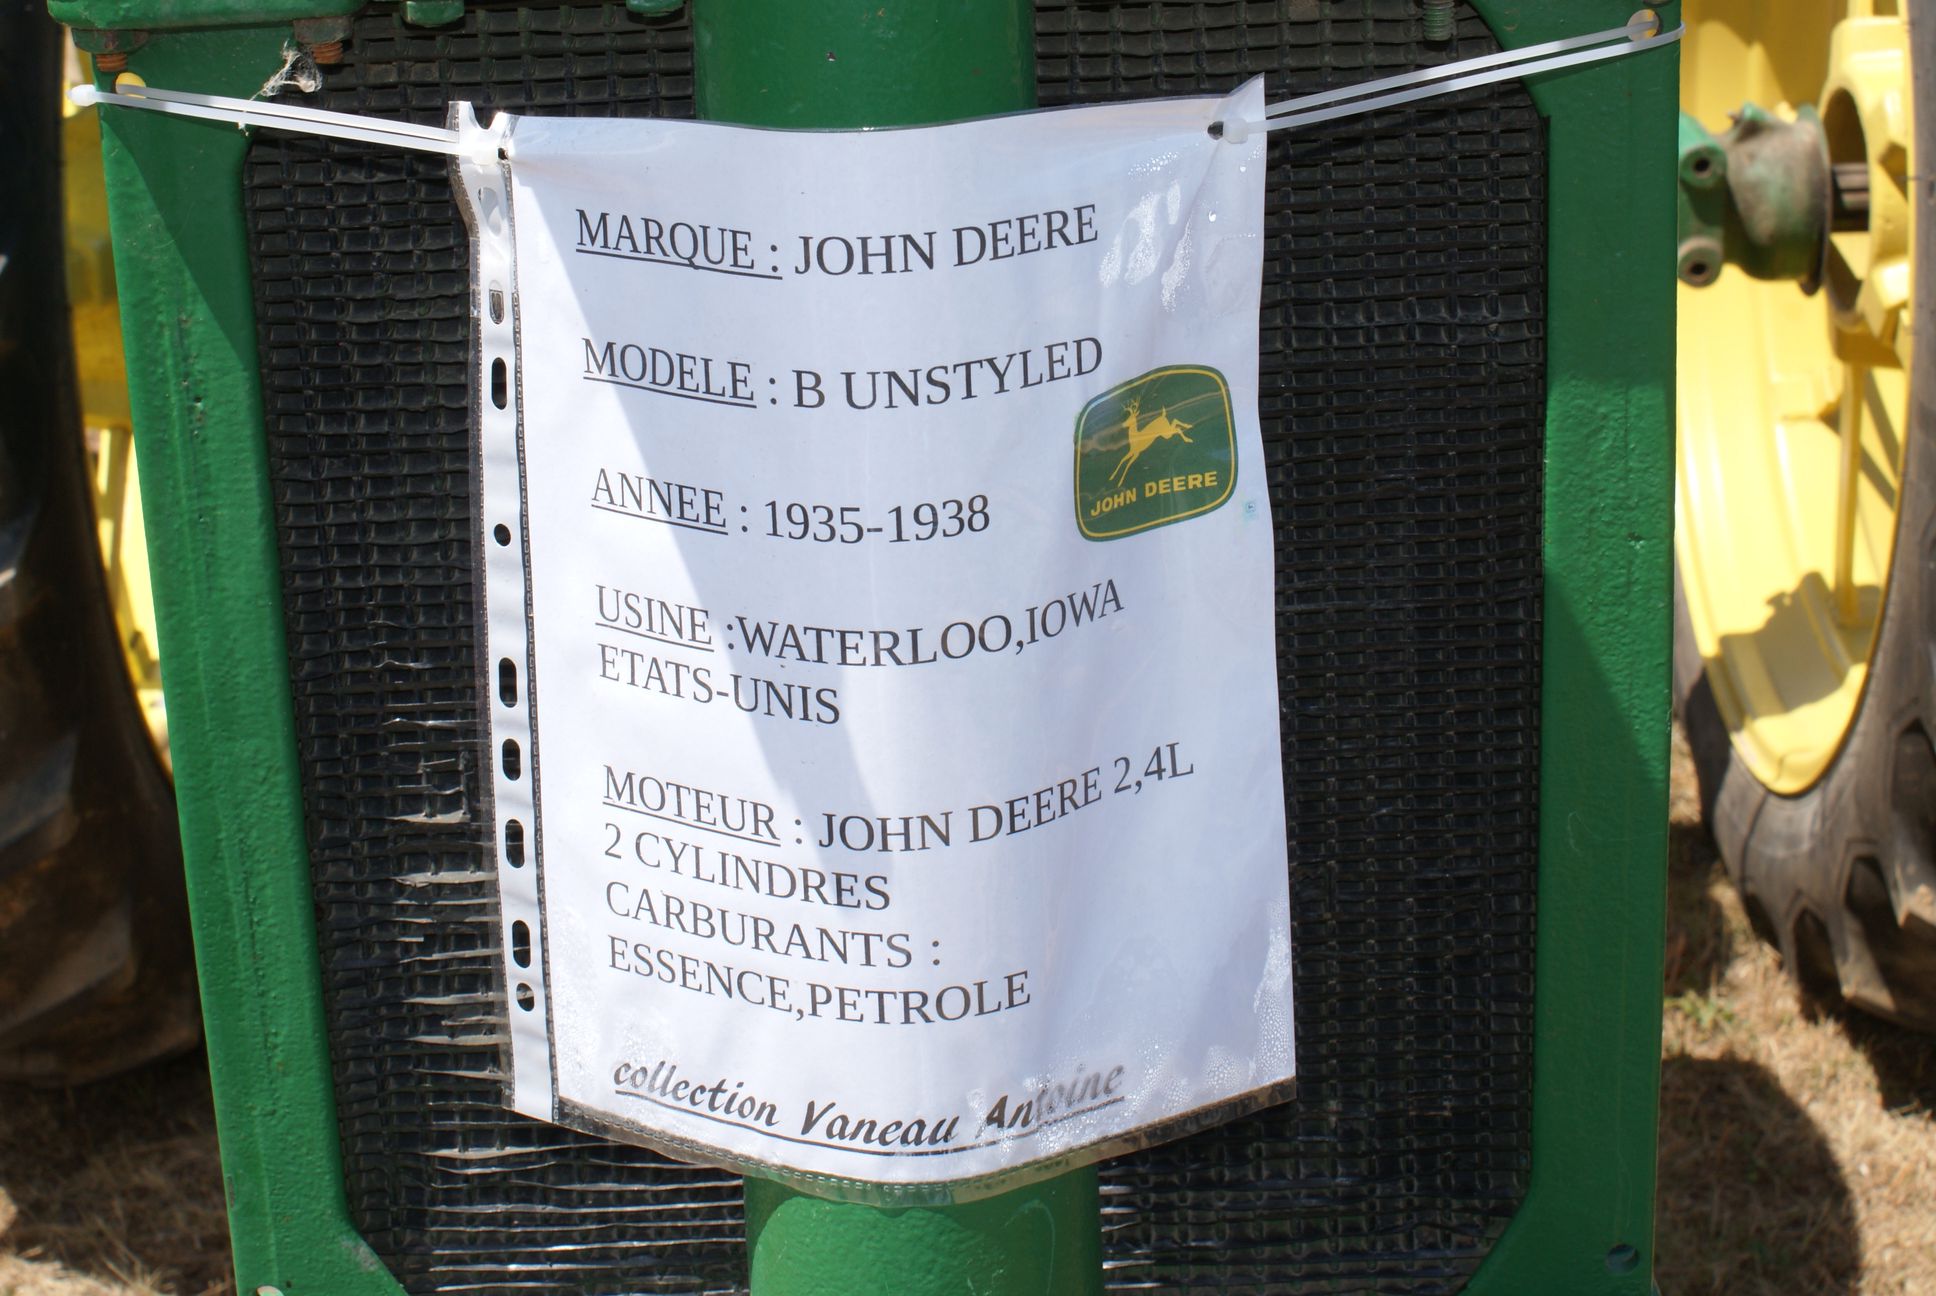 MARQUE : JOHN DEERE
MODELE : B UNSTYLED
JOHN DEERE
ANNEE : 1935-1938
USINE :WATERLOO,IOWA
ETATS-UNIS
MOTEUR : JOHN DEERE 2,4L
2 CYLINDRES
CARBURANTS :
ESSENCE,PETROLE
collection Vaneau Antoine